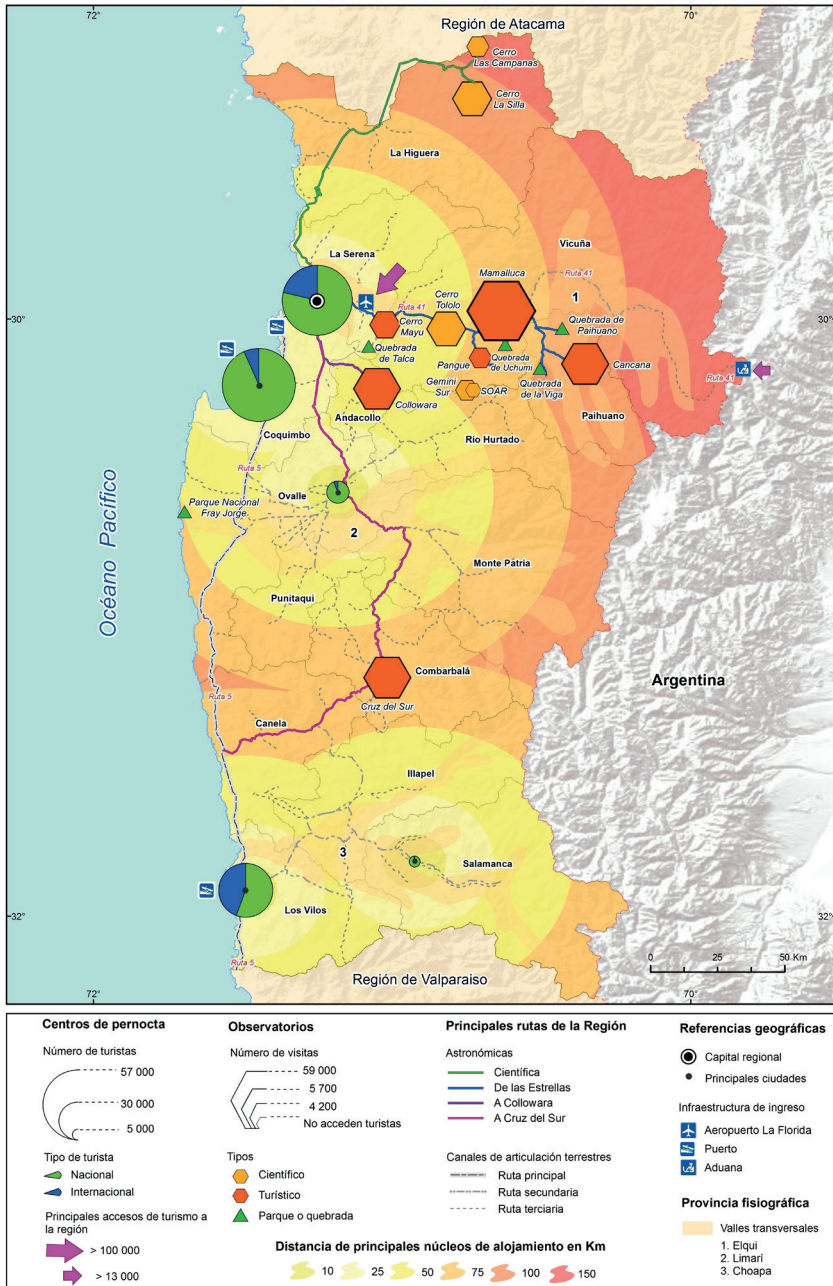 72°
70°
Región de Atacama
Cerro
Las Campanas
Cerro
La Silla
La Higuera
La Serena
Vicuña
Ruta 41
Mamalluca
1
30°
Ruta 5
Ruta 41
Cerro
Tololo
Cerro
Mayu
Quebrada de
Paihuano
30°
Quebrada
de Talca
Pangue
Quebrada
de Uchumi
Cancana
Ruta 41
Gemini
Sur
SOAR
Quebrada
de la Viga
Collowara
Andacollo
Paihuano
Coquimbo
Río Hurtado
Ruta 5
Ovalle
Parque Nacional
Fray Jorge
2
Océano Pacífico
Monte Patria
Punitaqui
Combarbalá
Argentina
Ruta 5
Cruz del Sur
Canela
Illapel
3
Salamanca
Los Vilos
32°
32°
Ruta 5
0 25 50 Km
Región de Valparaiso
72°
70°
Centros de pernocta
Número de turistas
57 000
30 000
5 000
Tipo de turista
Nacional
Internacional
Principales accesos de turismo a
la región
> 100 000
> 13 000
Observatorios
Número de visitas
59 000
5 700
4 200
No acceden turistas
Tipos
Científico
Turístico
Parque o quebrada
Principales rutas de la Región
Astronómicas
Científica
De las Estrellas
A Collowara
A Cruz del Sur
Canales de articulación terrestres
Ruta principal
Ruta secundaria
Ruta terciaria
Referencias geográficas
Capital regional
Principales ciudades
Infraestructura de ingreso
Aeropuerto La Florida
Puerto
Aduana
Provincia fisiográfica
Valles transversales
1. Elqui
2. Limarí
3. Choapa
Distancia de principales núcleos de alojamiento en Km
10 25 50 75 100 150